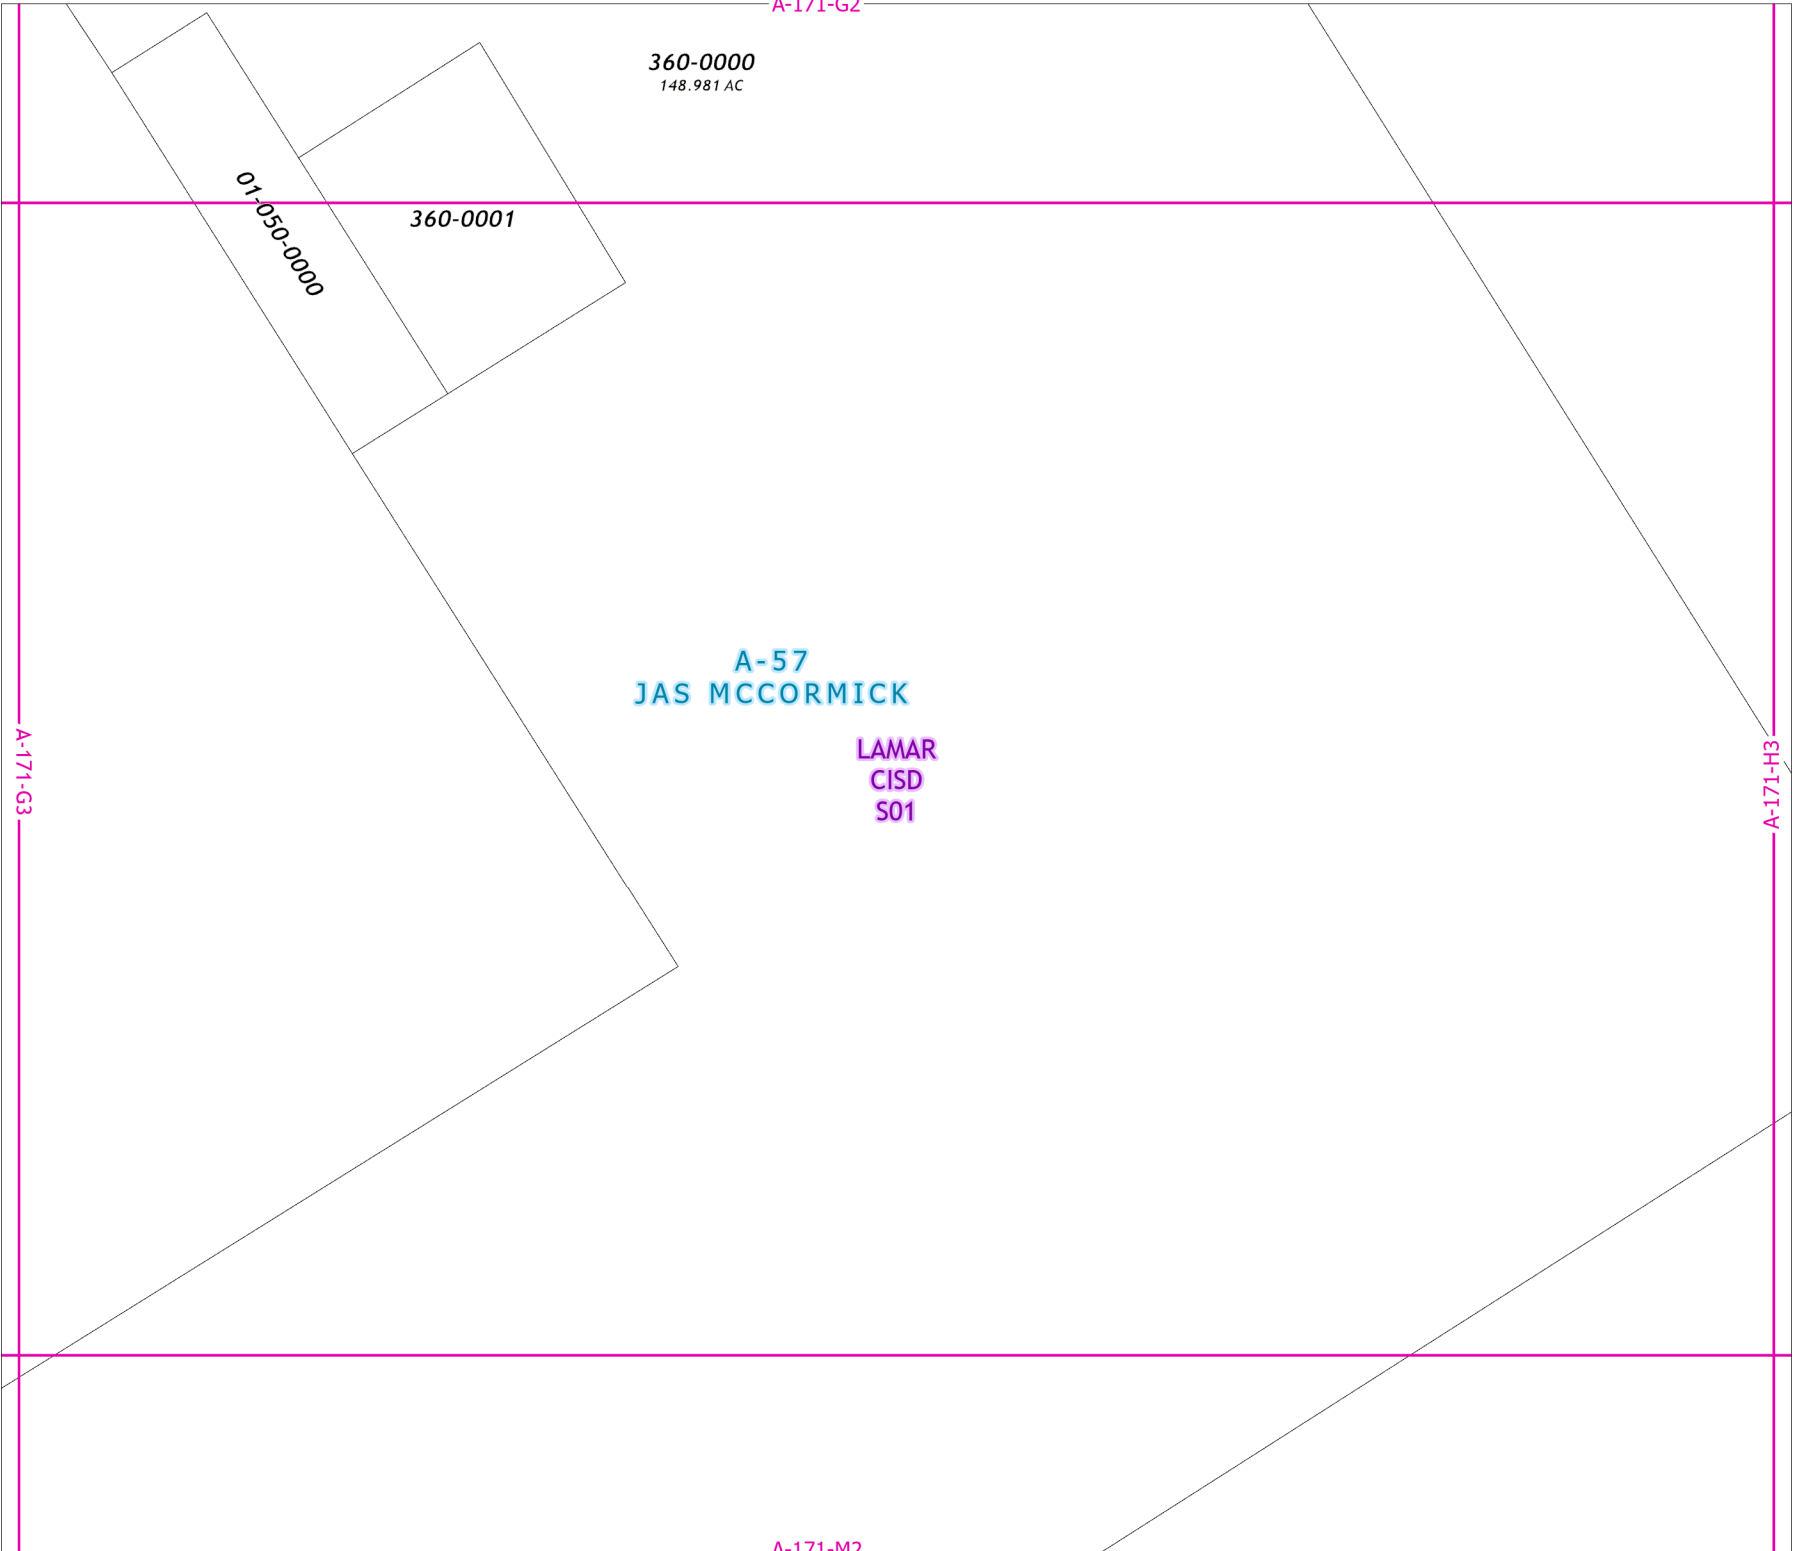 A-171-G2
360-0000
148.981 AC
01-050-0000
360-0001
A-57
JAS MCCORMICK
LAMAR
CISD
S01
A-171-G3
A-171-H3
A-171-M2